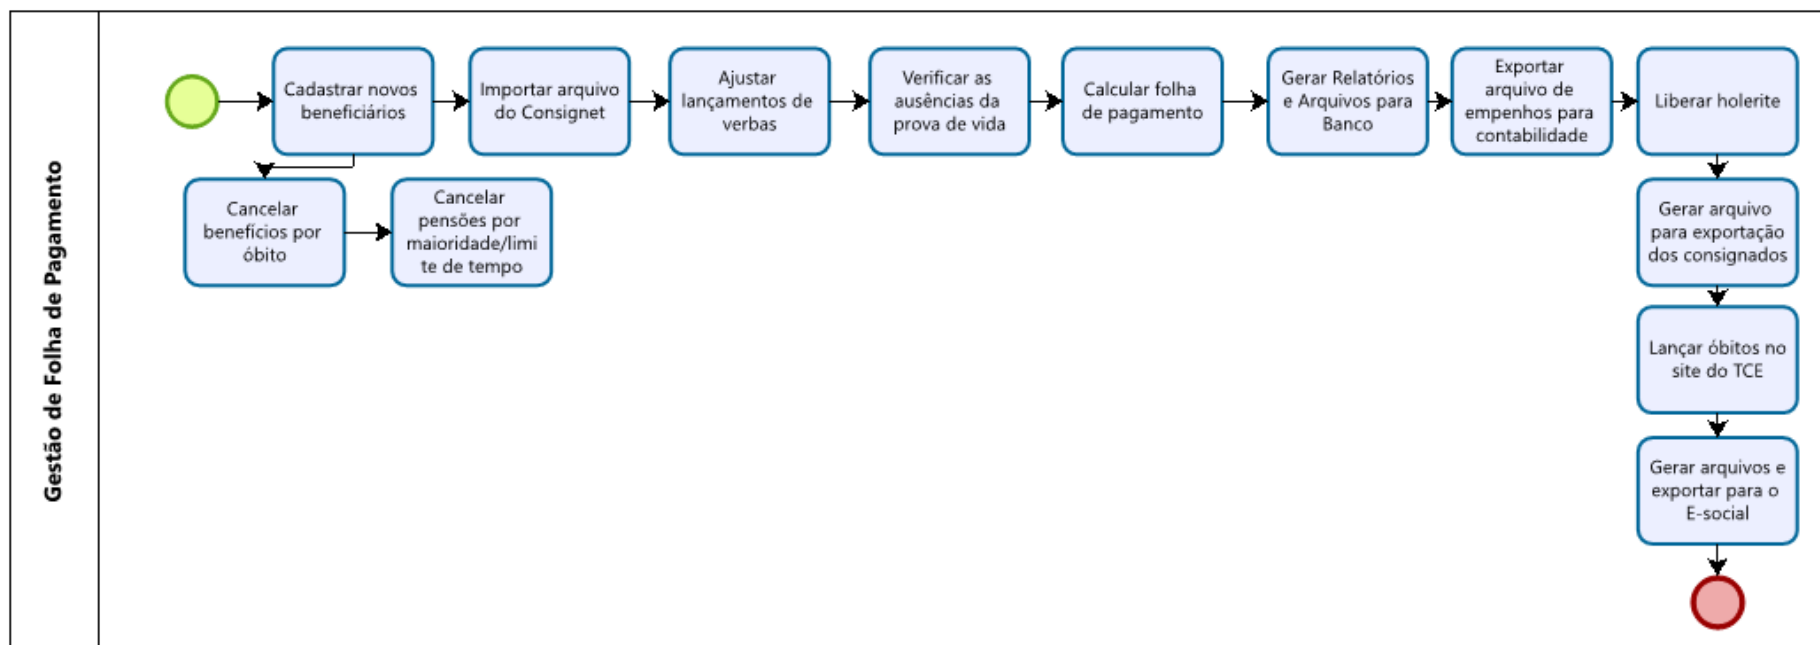 Gestão de Folha de Pagamento
Cadastrar novos
beneficiários
Importar arquivo
do Consignet
Ajustar
lançamentos de
verbas
Verificar as
ausências da
prova de vida
Calcular folha
de pagamento
Gerar Relatórios
e Arquivos para
Banco
Exportar
arquivo de
empenhos para
contabilidade
Liberar holerite
Cancelar
benefícios por
óbito
Cancelar
pensões por
maioridade/limi
te de tempo
Gerar arquivo
para exportação
dos consignados
Lançar óbitos no
site do TCE
Gerar arquivos e
exportar para o
E-social